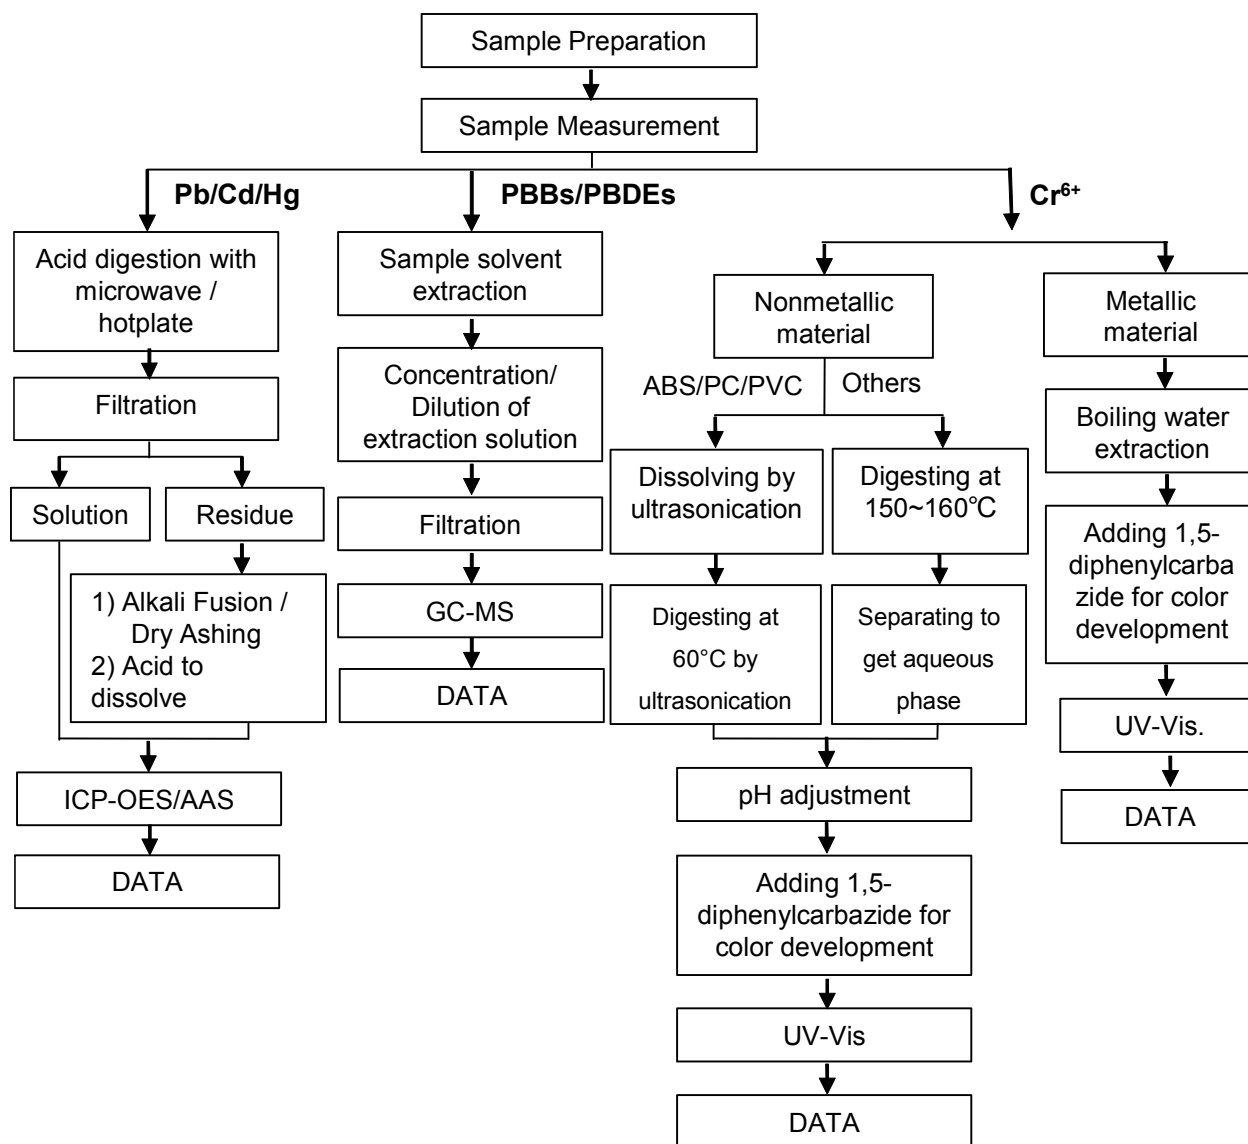 Sample Preparation
Sample Measurement
Pb/Cd/Hg
PBBs/PBDEs
Cr⁶⁺
Acid digestion with
microwave /
hotplate
Filtration
Solution
Residue
1) Alkali Fusion /
Dry Ashing
2) Acid to
dissolve
ICP-OES/AAS
DATA
Sample solvent
extraction
Concentration/
Dilution of
extraction solution
Filtration
GC-MS
DATA
Nonmetallic
material
ABS/PC/PVC
Others
Dissolving by
ultrasonication
Digesting at
60°C by
ultrasonication
Digesting at
150~160℃
Separating to
get aqueous
phase
pH adjustment
Adding 1,5-
diphenylcarbazide for
color development
UV-Vis
DATA
Metallic
material
Boiling water
extraction
Adding 1,5-
diphenylcarba
zide for color
development
UV-Vis.
DATA